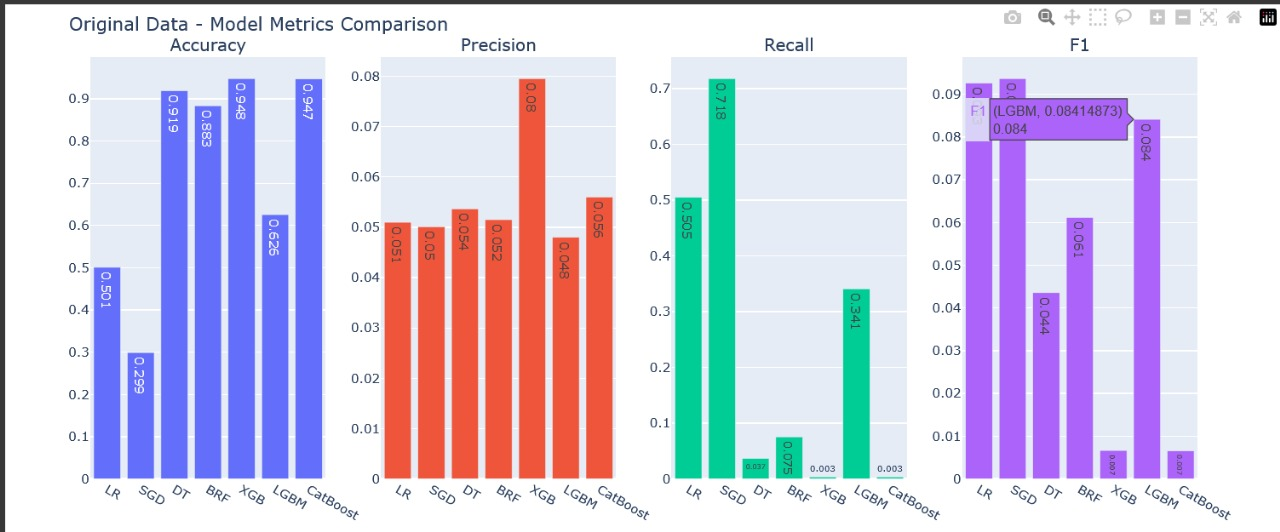 Original Data - Model Metrics Comparison
Accuracy
0.9
0.8
0.7
0.6
0.5
0.4
0.3
0.2
0.1
0
0.501
0.299
0.919
0.883
0.948
0.626
0.947
LR
SGD
DT
BRF
XGB
LGBM
CatBoost
Precision
0.08
0.07
0.06
0.05
0.04
0.03
0.02
0.01
0
0.051
0.05
0.054
0.052
0.08
0.048
0.056
LR
SGD
DT
BRF
XGB
LGBM
CatBoost
Recall
0.7
0.6
0.5
0.4
0.3
0.2
0.1
0
0.505
0.718
0.037
0.075
0.003
0.341
0.003
LR
SGD
DT
BRF
XGB
LGBM
CatBoost
F1
0.09
0.08
0.07
0.06
0.05
0.04
0.03
0.02
0.01
0
F1
(LGBM, 0.08414873)
0.084
0.044
0.061
0.007
0.084
0.007
LR
SGD
DT
BRF
XGB
LGBM
CatBoost